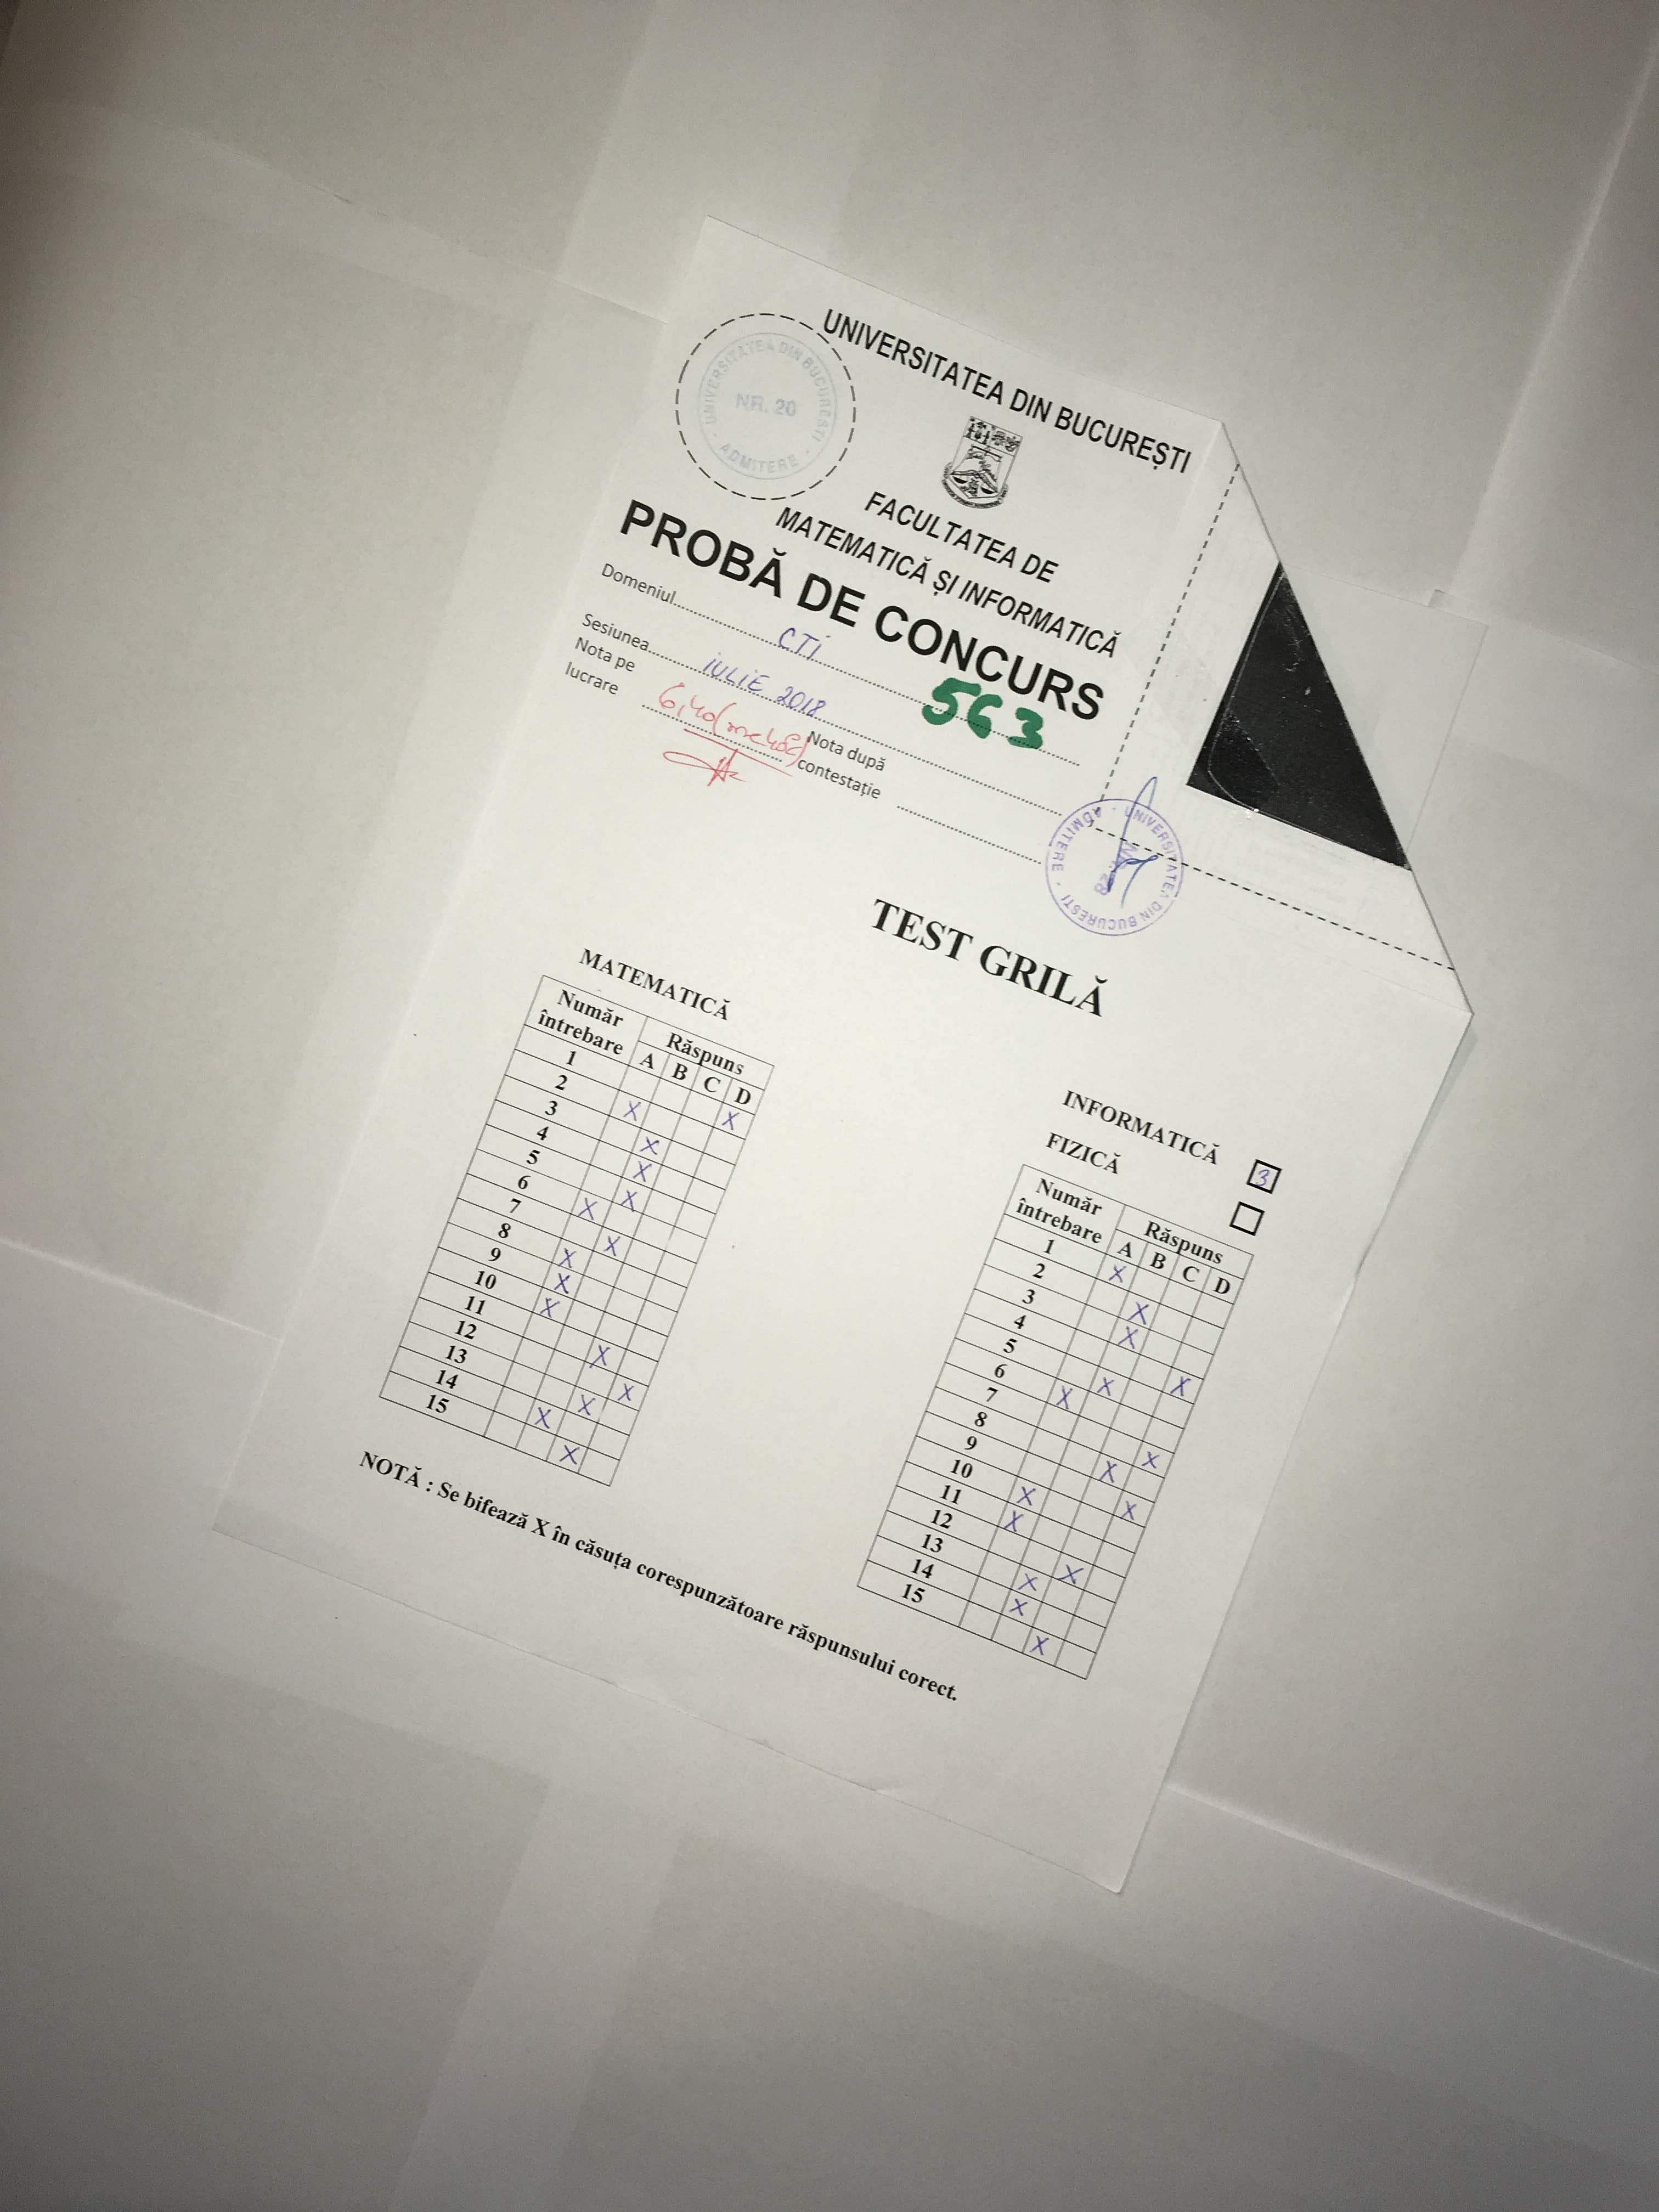 UNIVERSITATEA DIN BUCUREȘTI
UNIVERSITATEA DIN BUCUREȘTI
NR. 20
ADMITERE
FACULTATEA DE
MATEMATICĂ ȘI INFORMATICĂ
PROBĂ DE CONCURS
Domeniul CTI
563
Sesiunea IULIE 2018
Nota pe
lucrare 6,40
Nota după
contestație
UNIVERSITATEA DIN BUCURESTI
ADMITERE
TEST GRILĂ
MATEMATICĂ
Număr
întrebare
Răspuns
A B C D
1 X
2 X
3 X
4 X
5 X
6 X
7 X
8 X
9 X
10 X
11 X
12 X
13 X
14 X
15 X
INFORMATICĂ 3
FIZICĂ
Număr
întrebare
Răspuns
A B C D
1 X
2 X
3 X
4 X
5 X
6 X
7 X
8 X
9 X
10 X
11 X
12 X
13 X
14 X
15 X
NOTĂ : Se bifează X în căsuța corespunzătoare răspunsului corect.